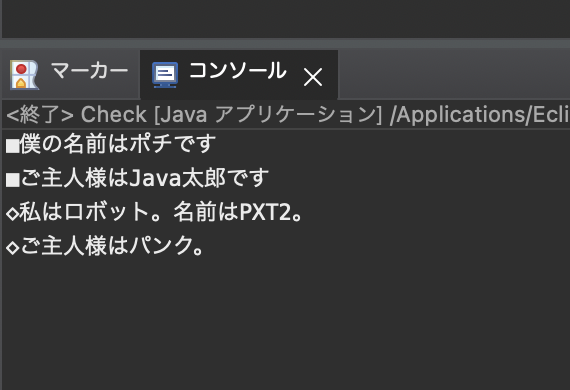 マーカー コンソール
<終了> Check [Java アプリケーション] /Applications/Ecli
■僕の名前はポチです
■ご主人様はJava太郎です
◇私はロボット。名前はPXT2。
◇ご主人様はパンク。